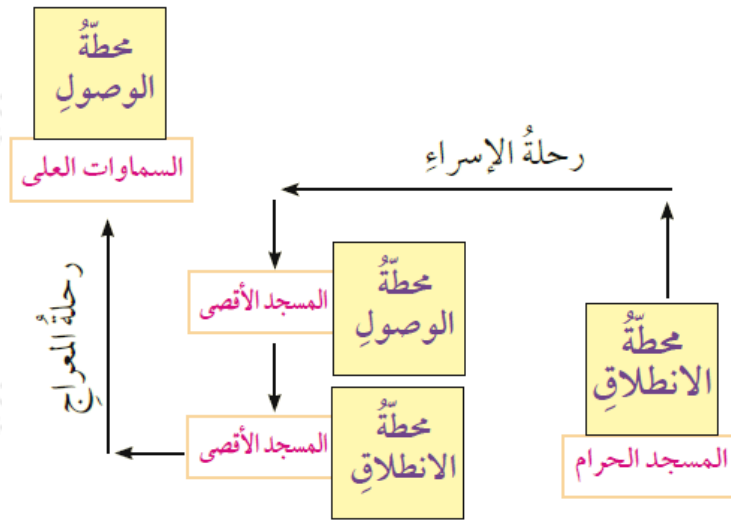 محطّةُ
الانطلاقِ
المسجد الحرام
رحلةُ الإسراءِ
محطّةُ
الوصولِ
المسجد الأقصى
محطّةُ
الانطلاقِ
المسجد الأقصى
رحلةُ المعراجِ
محطّةُ
الوصولِ
السماوات العلى